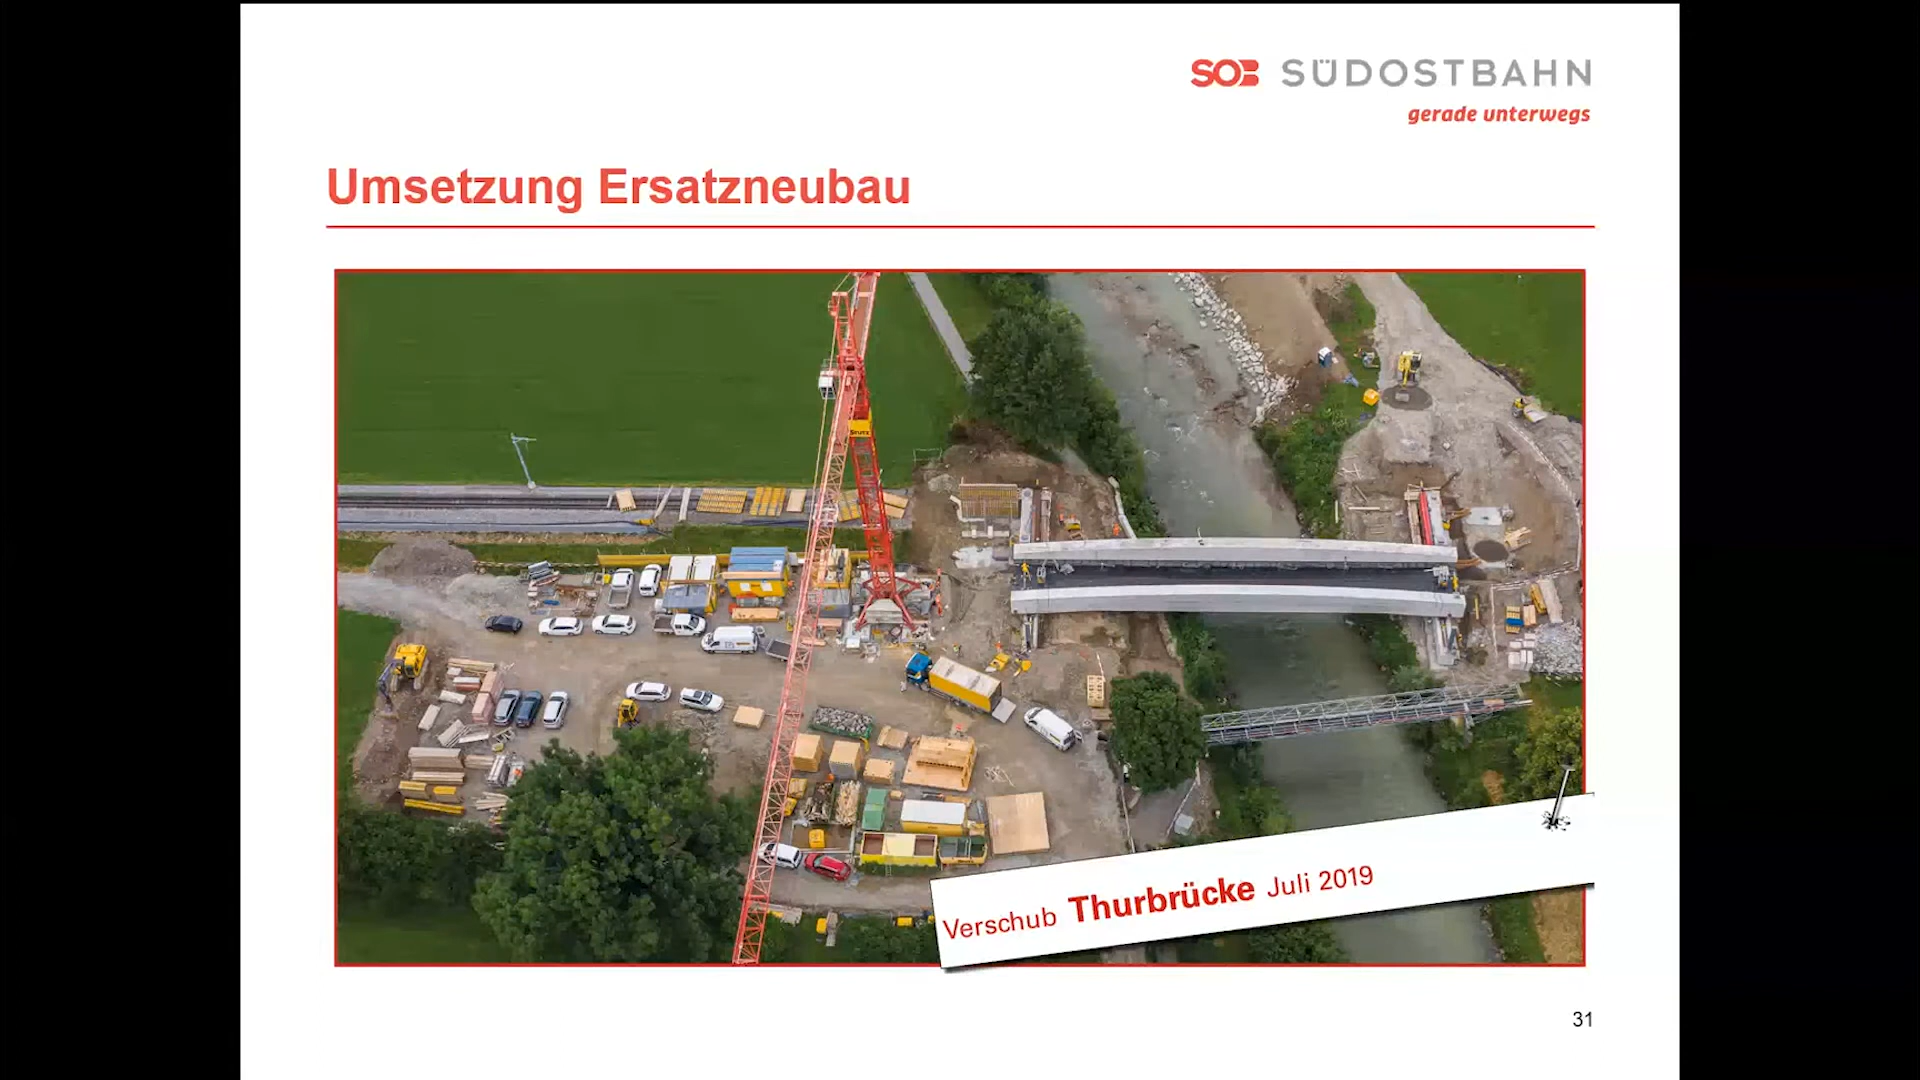 SOB SÜDOSTBAHN
gerade unterwegs
Umsetzung Ersatzneubau
Verschub Thurbrücke Juli 2019
31